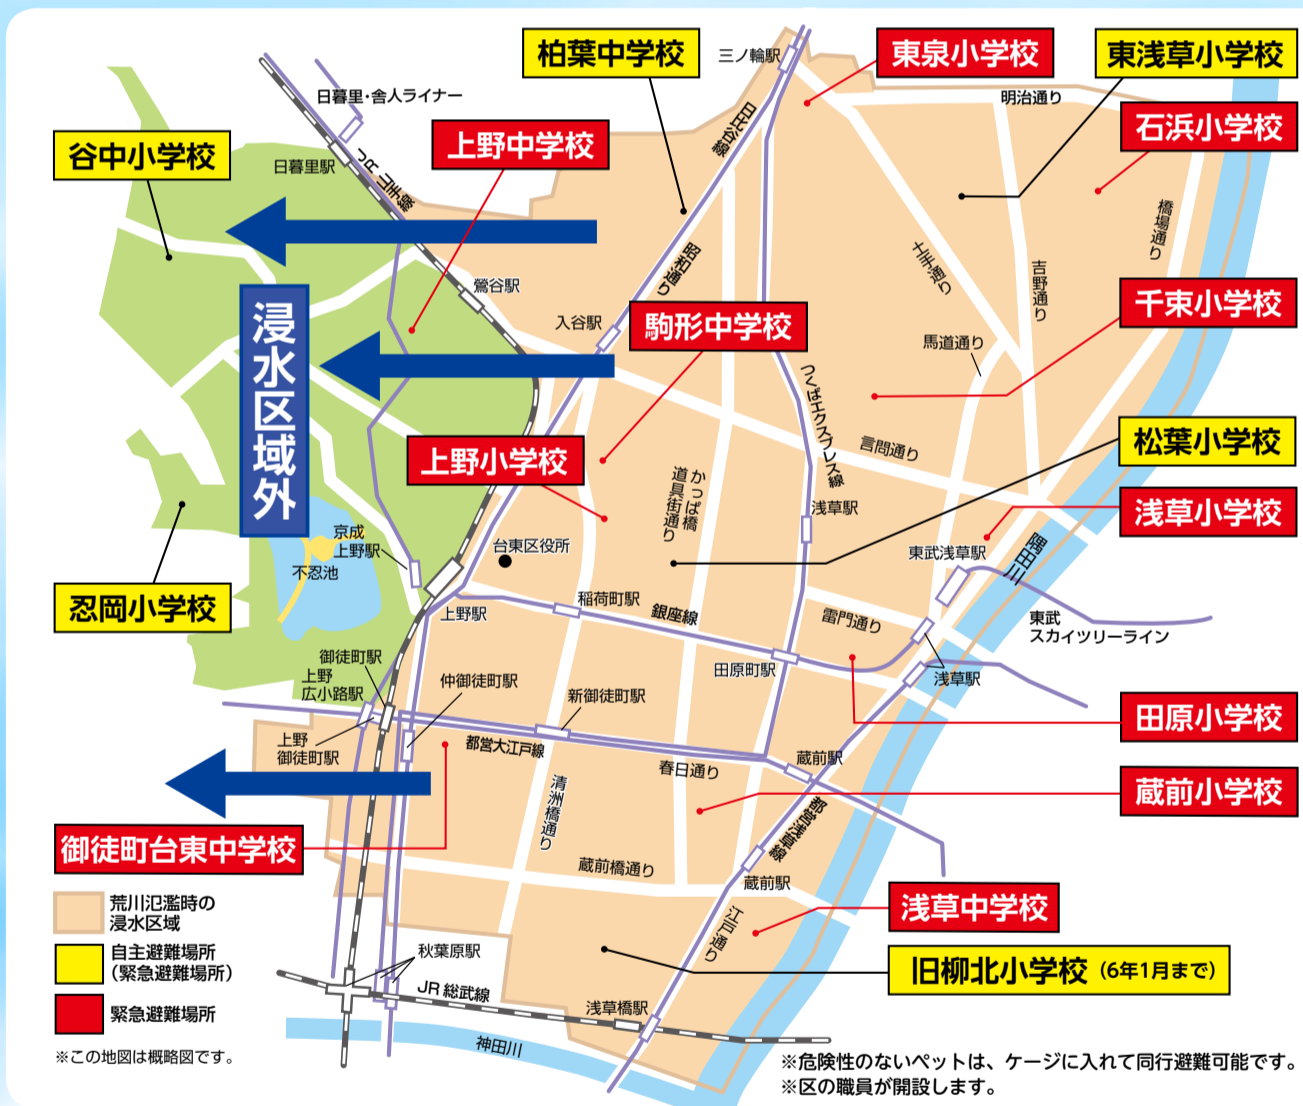 柏葉中学校
三ノ輪駅
東泉小学校
東浅草小学校
日暮里・舎人ライナー
明治通り
石浜小学校
谷中小学校
上野中学校
日暮里駅
JR山手線
日比谷線
橋場通り
土手通り
吉野通り
昭和通り
鶯谷駅
千束小学校
入谷駅
駒形中学校
馬道通り
浸水区域外
つくばエクスプレス線
上野小学校
言問通り
松葉小学校
かっぱ橋
道具街通り
浅草駅
浅草小学校
京成
上野駅
台東区役所
東武浅草駅
隅田川
不忍池
忍岡小学校
稲荷町駅
銀座線
雷門通り
東武
スカイツリーライン
上野駅
御徒町駅
上野
広小路駅
仲御徒町駅
新御徒町駅
田原町駅
浅草駅
田原小学校
上野
御徒町駅
都営大江戸線
春日通り
蔵前駅
蔵前小学校
清洲橋通り
都営浅草線
御徒町台東中学校
蔵前橋通り
蔵前駅
浅草中学校
江戸通り
荒川氾濫時の
浸水区域
自主避難場所
（緊急避難場所）
緊急避難場所
秋葉原駅
JR 総武線
旧柳北小学校（6年1月まで）
浅草橋駅
神田川
※この地図は概略図です。
※危険性のないペットは、ケージに入れて同行避難可能です。
※区の職員が開設します。